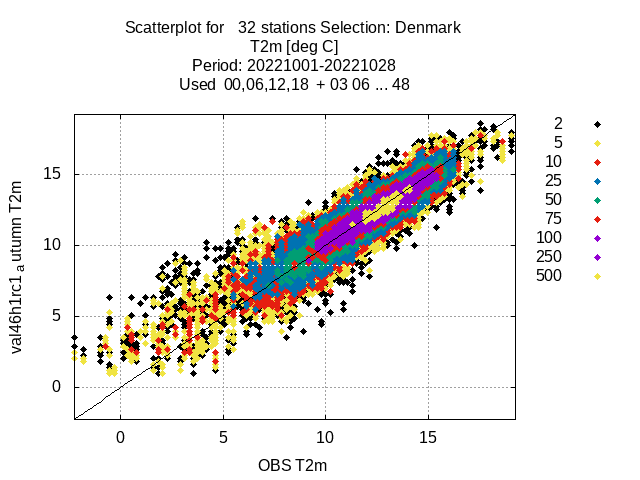 Scatterplot for   32 stations Selection: Denmark
T2m [deg C]
Period: 20221001-20221028
Used  00,06,12,18  + 03 06 ... 48
2
5
10
25
50
75
100
250
500
15
10
5
0
val46h1rc1 a utumn T2m
0 5 10 15
OBS T2m